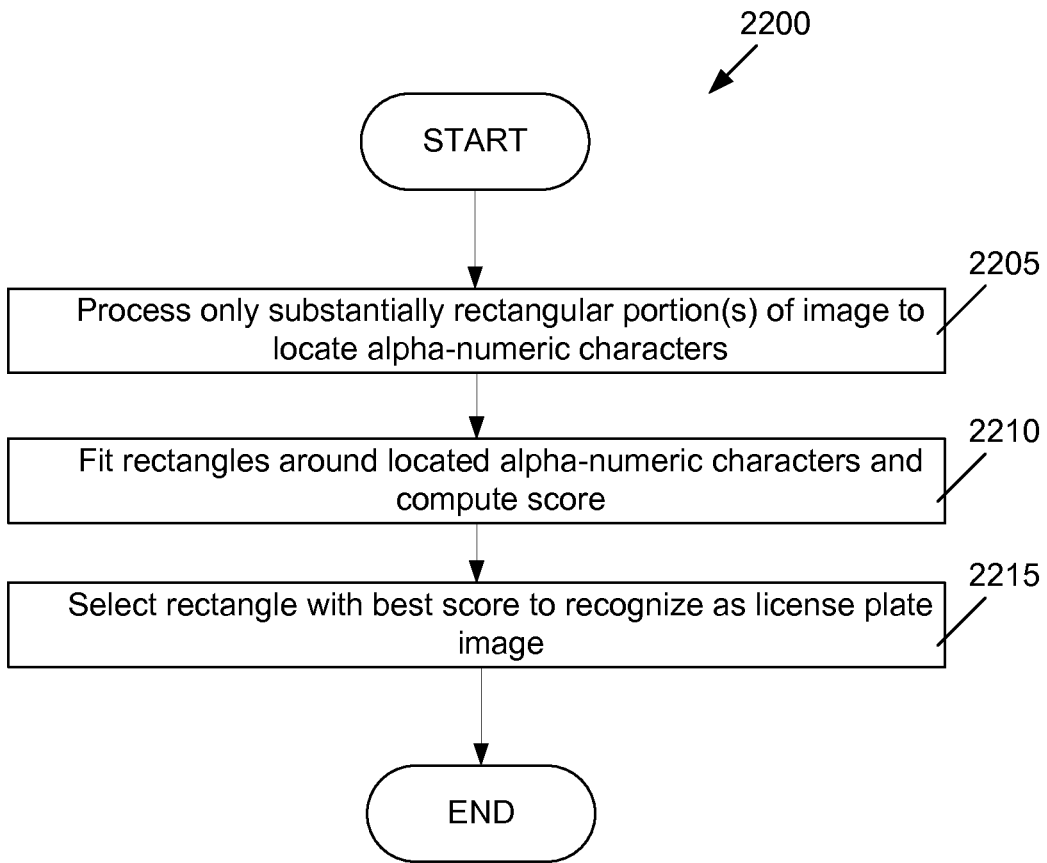 2200
START
2205
Process only substantially rectangular portion(s) of image to
locate alpha-numeric characters
2210
Fit rectangles around located alpha-numeric characters and
compute score
2215
Select rectangle with best score to recognize as license plate
image
END